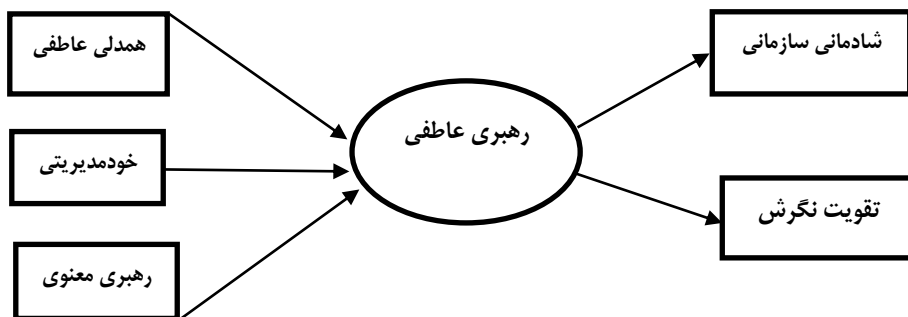 همدلی عاطفی
خودمدیریتی
رهبری معنوی
رهبری عاطفی
شادمانی سازمانی
تقویت نگرش